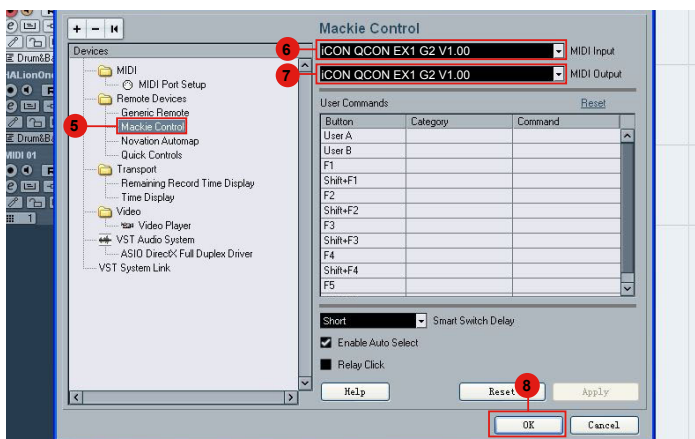 Mackie Control
+ - I◄
Devices
6
iCON QCON EX1 G2 V1.00
MIDI Input
7
iCON QCON EX1 G2 V1.00
MIDI Output
MIDI
MIDI Port Setup
Remote Devices
Generic Remote
5
Mackie Control
Novation Automap
Quick Controls
Transport
Remaining Record Time Display
Time Display
Video
Video Player
VST Audio System
ASIO DirectX Full Duplex Driver
VST System Link
User Commands
Reset
Button Category Command
User A
User B
F1
Shift+F1
F2
Shift+F2
F3
Shift+F3
F4
Shift+F4
F5
Short
Smart Switch Delay
Enable Auto Select
Relay Click
Help
Reset
8
Apply
OK
Cancel
Drum&B
HALionOne
Drum&B
MIDI 01
1